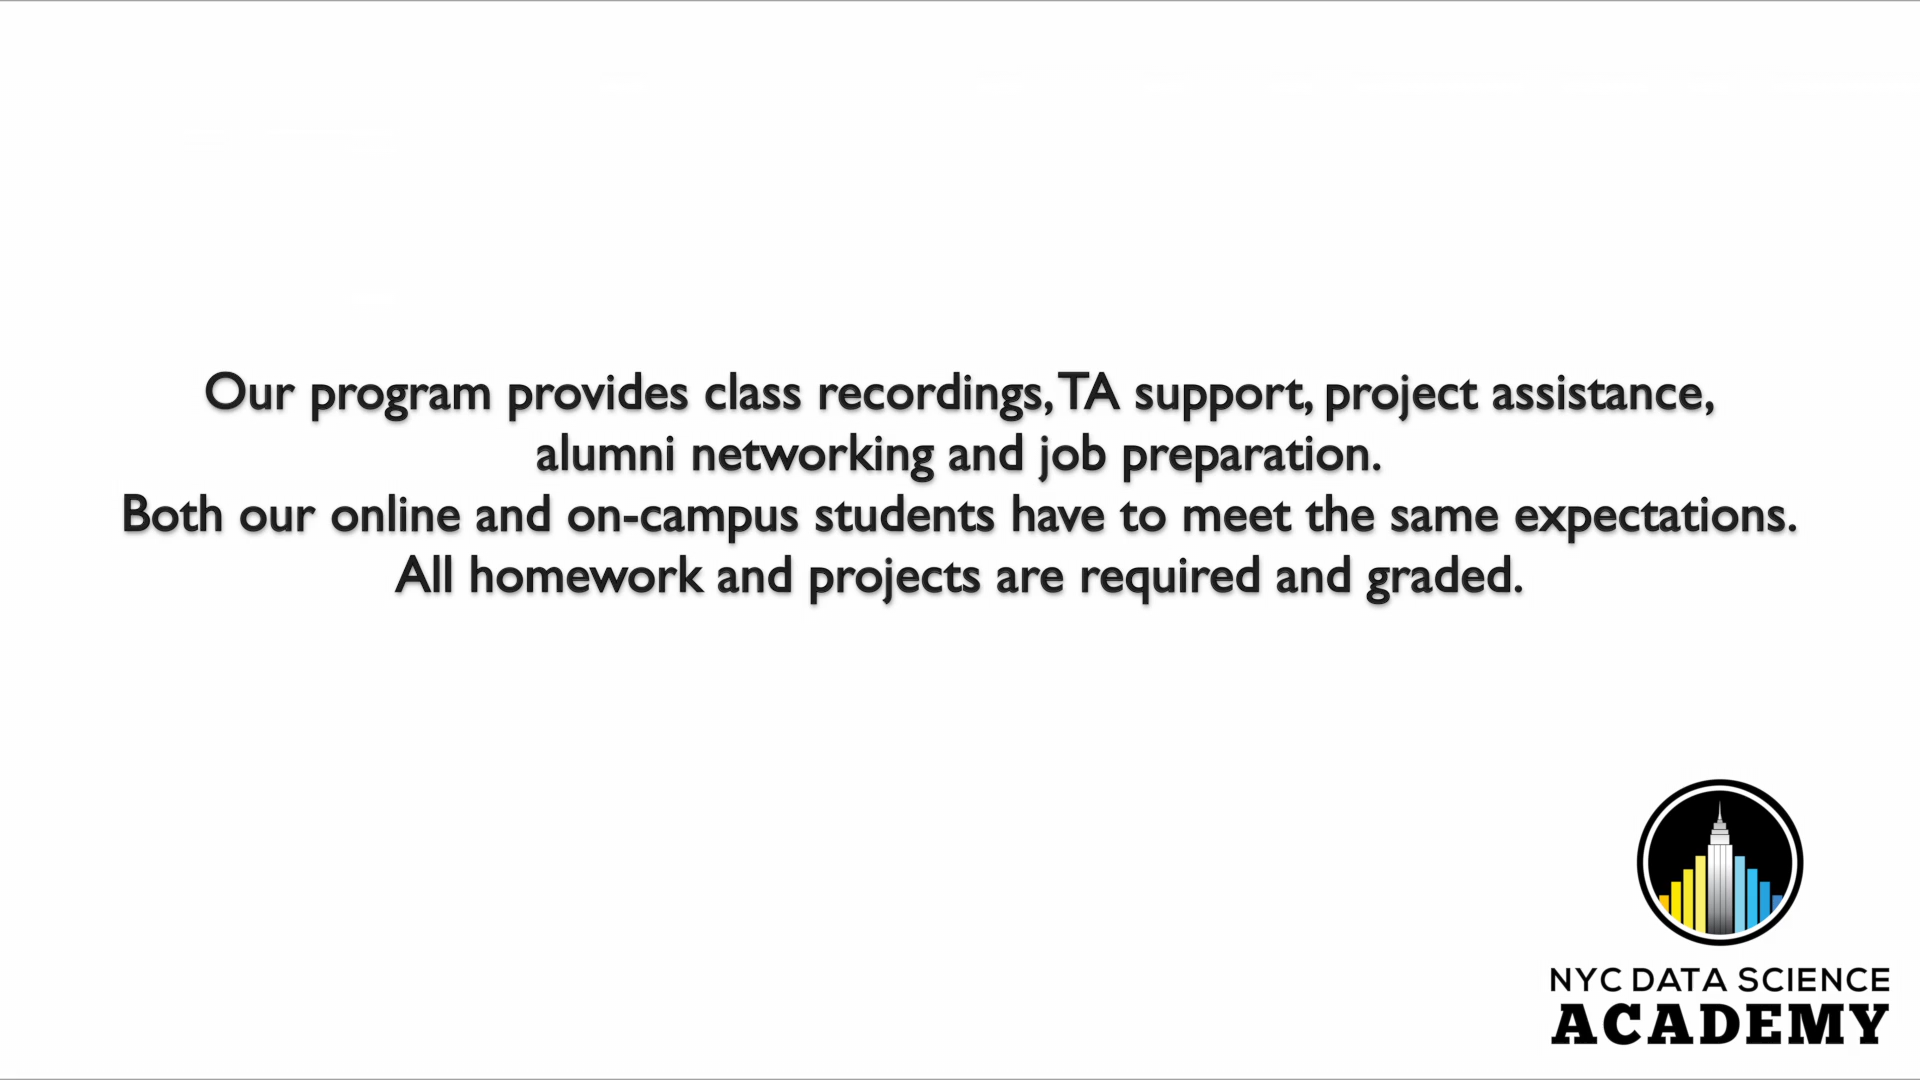 Our program provides class recordings, TA support, project assistance,
alumni networking and job preparation.
Both our online and on-campus students have to meet the same expectations.
All homework and projects are required and graded.
NYC DATA SCIENCE
ACADEMY